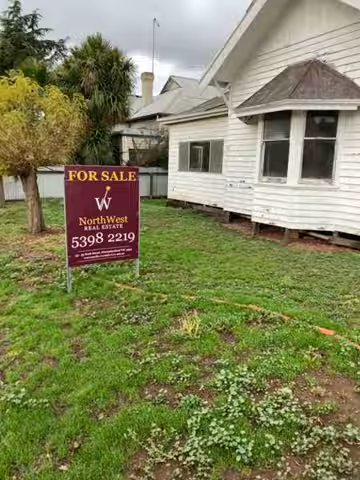 FOR SALE
W
NorthWest
REAL ESTATE
5398 2219